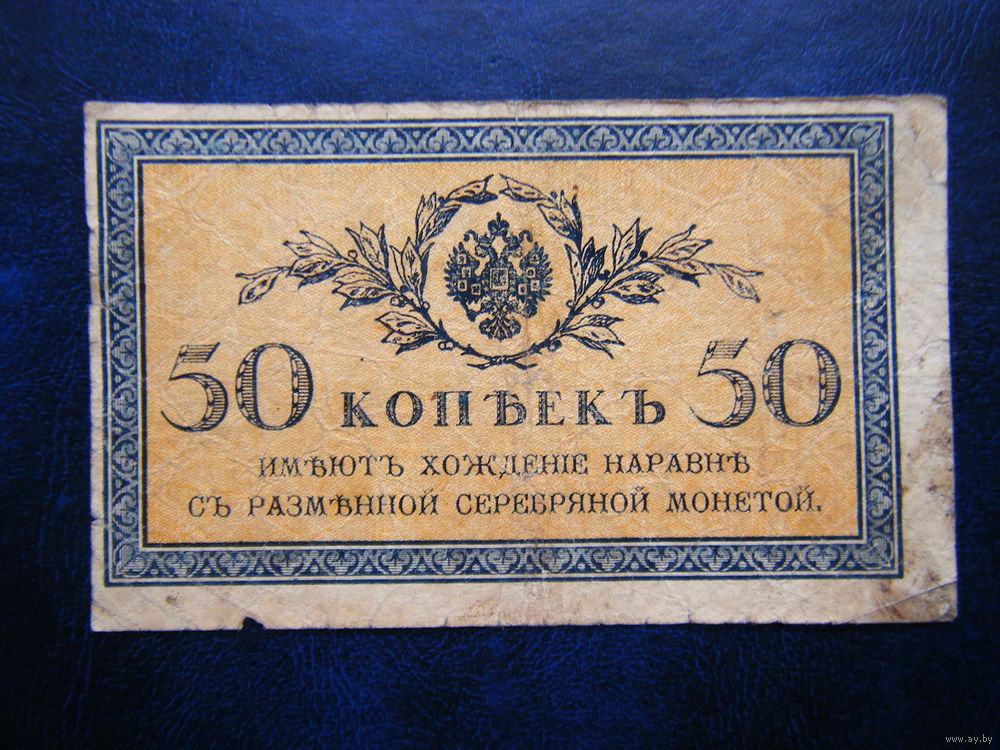 50 КОПѢЕКЪ 50
ИМѢЮТЪ ХОЖДЕНІЕ НАРАВНѢ
СЪ РАЗМѢННОЙ СЕРЕБРЯНОЙ МОНЕТОЙ.
www.ay.by